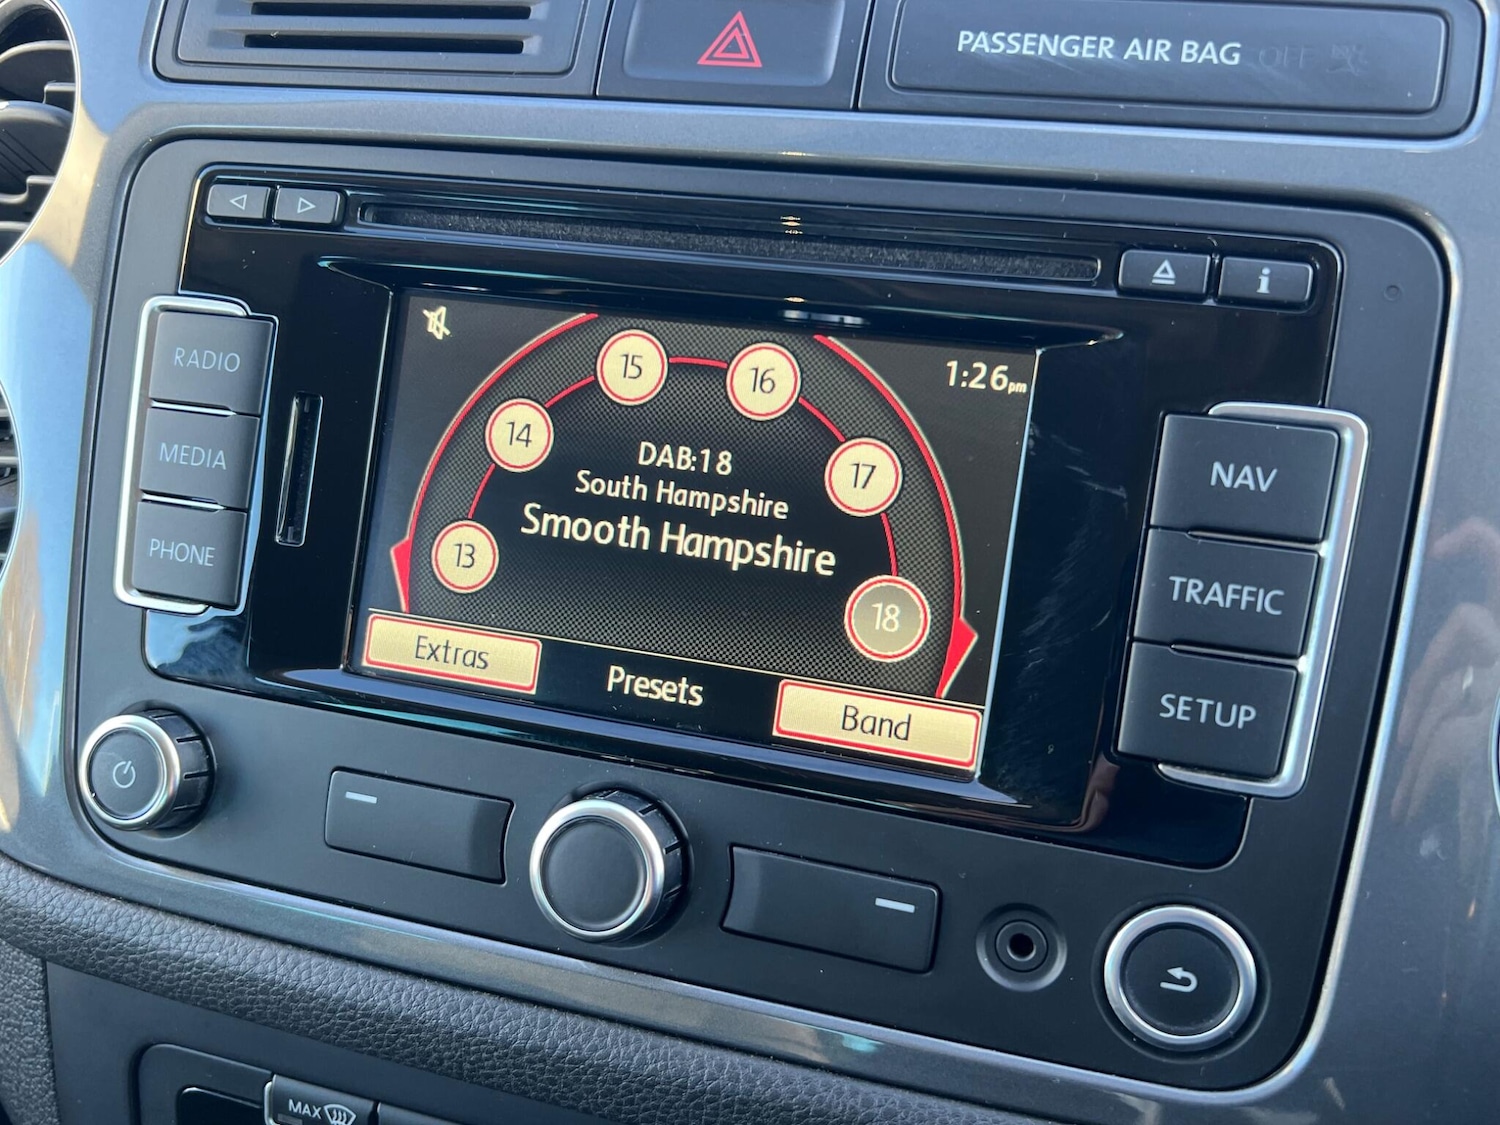 PASSENGER AIR BAG OFF
RADIO
MEDIA
PHONE
1:26pm
15
16
14
17
13
18
DAB:18
South Hampshire
Smooth Hampshire
Extras
Presets
Band
i
NAV
TRAFFIC
SETUP
MAX